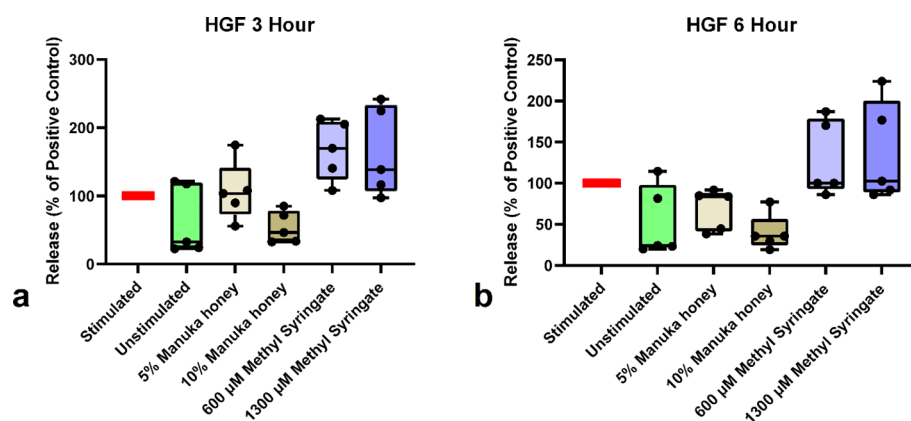 HGF 3 Hour
Release (% of Positive Control)
300
200
100
0
Stimulated
Unstimulated
5% Manuka honey
10% Manuka honey
600 µM Methyl Syringate
1300 µM Methyl Syringate
a
HGF 6 Hour
Release (% of Positive Control)
250
200
150
100
50
0
Stimulated
Unstimulated
5% Manuka honey
10% Manuka honey
600 µM Methyl Syringate
1300 µM Methyl Syringate
b